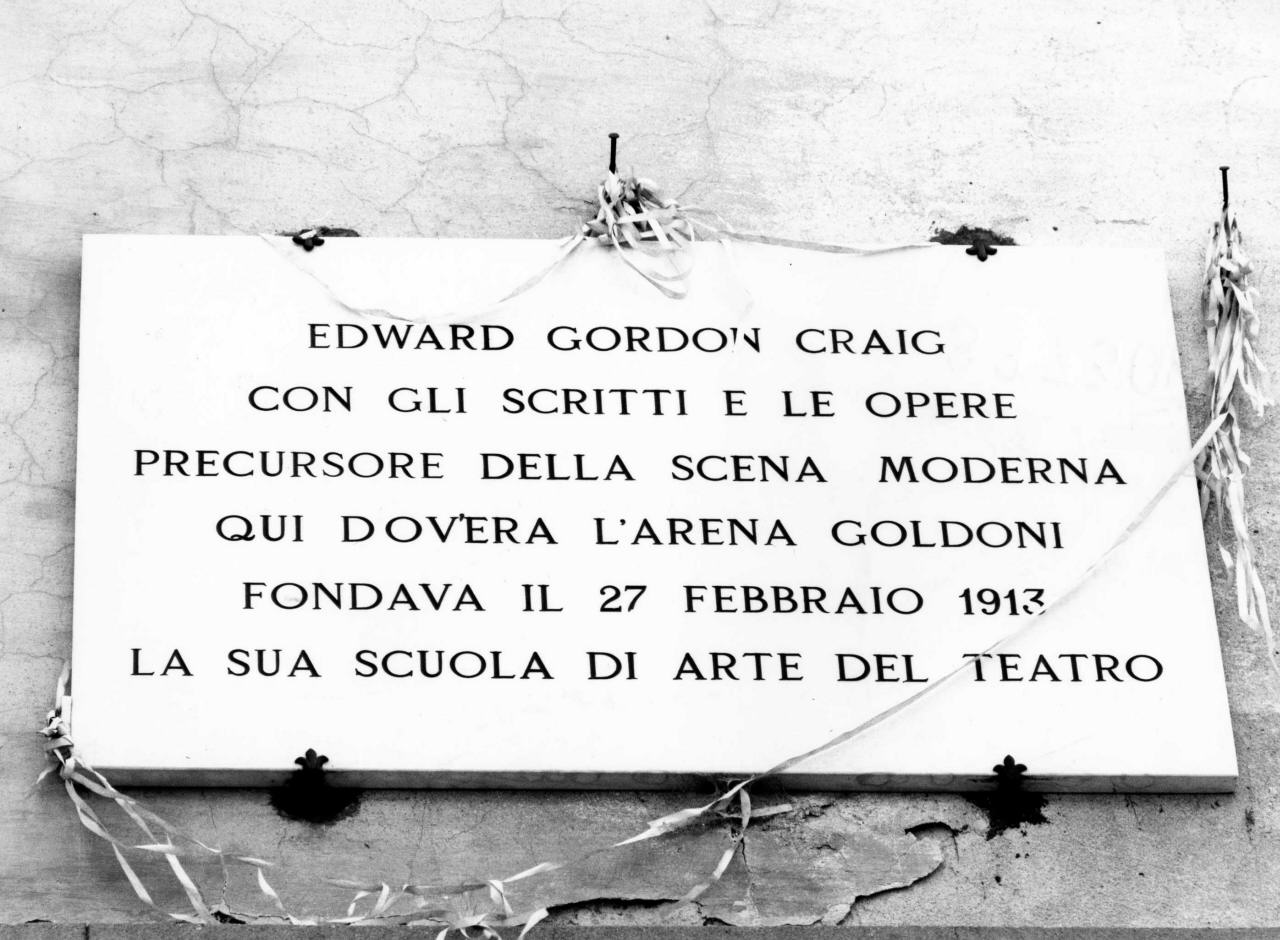 EDWARD GORDON CRAIG
CON GLI SCRITTI E LE OPERE
PRECURSORE DELLA SCENA MODERNA
QUI DOV'ERA L'ARENA GOLDONI
FONDAVA IL 27 FEBBRAIO 1913
LA SUA SCUOLA DI ARTE DEL TEATRO